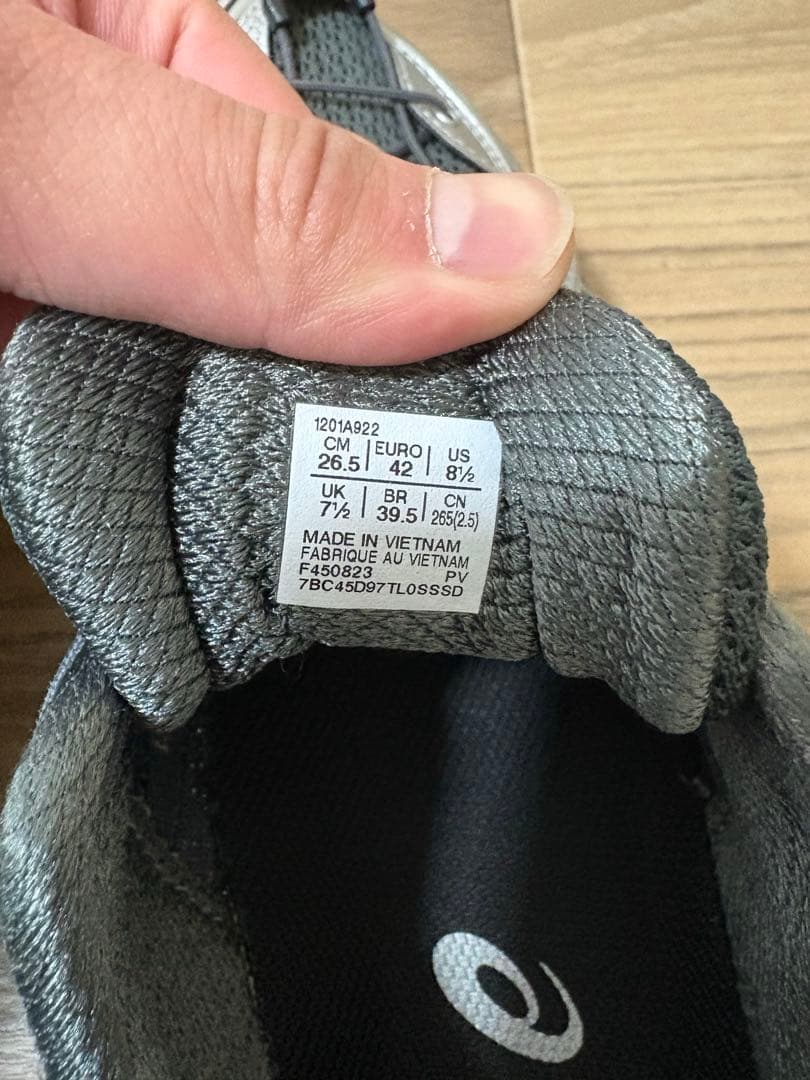 1201A922
CM | EURO | US
26.5 | 42 | 8½
UK | BR | CN
7½ | 39.5 | 265(2.5)
MADE IN VIETNAM
FABRIQUE AU VIETNAM
F450823 PV
7BC45D97TL0SSSD